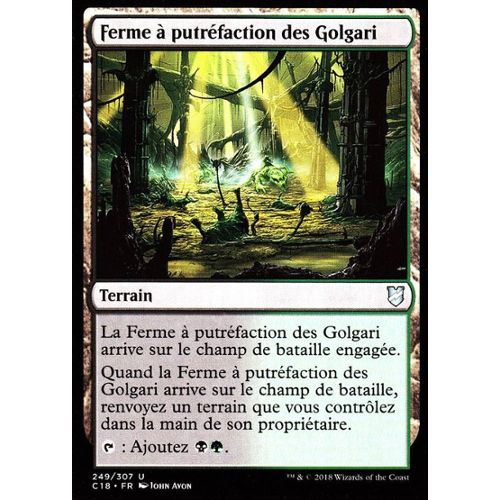 Ferme à putréfaction des Golgari
Terrain
La Ferme à putréfaction des Golgari
arrive sur le champ de bataille engagée.
Quand la Ferme à putréfaction des
Golgari arrive sur le champ de bataille,
renvoyez un terrain que vous contrôlez
dans la main de son propriétaire.
: Ajoutez .
249/307 U
C18 • FR John Avon
™ & © 2018 Wizards of the Coast